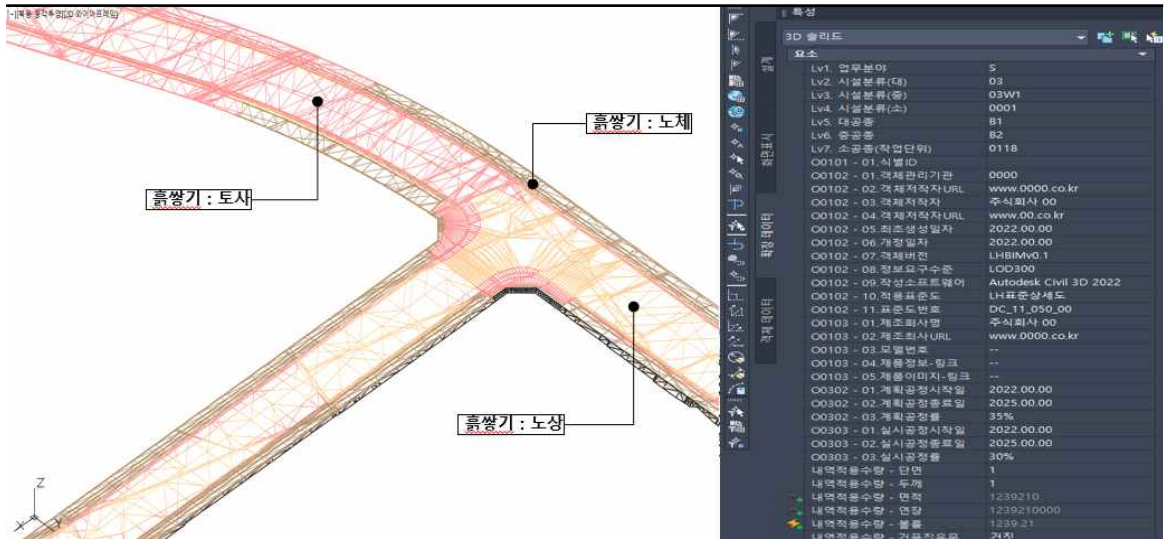 흙쌓기 : 노체
흙쌓기 : 토사
흙쌓기 : 노상
Z
X
Y
특성
3D 솔리드
설계
화면표시
확장 데이터
객체 데이터
요소
Lv1. 업무분야 S
Lv2. 시설분류(대) 03
Lv3. 시설분류(중) 03W1
Lv4. 시설분류(소) 0001
Lv5. 대공종 B1
Lv6. 중공종 B2
Lv7. 소공종(작업단위) 0118
O0101 - 01.식별ID
O0102 - 01.객체관리기관 0000
O0102 - 02.객체저작자URL www.0000.co.kr
O0102 - 03.객체저작자 주식회사 00
O0102 - 04.객체저작자URL www.00.co.kr
O0102 - 05.최초생성일자 2022.00.00
O0102 - 06.개정일자 2022.00.00
O0102 - 07.객체버전 LHBIMv0.1
O0102 - 08.정보요구수준 LOD300
O0102 - 09.작성소프트웨어 Autodesk Civil 3D 2022
O0102 - 10.적용표준도 LH표준상세도
O0102 - 11.표준도번호 DC_11_050_00
O0103 - 01.제조회사명 주식회사 00
O0103 - 02.제조회사URL www.0000.co.kr
O0103 - 03.모델번호 --
O0103 - 04.제품정보-링크 --
O0103 - 05.제품이미지-링크 --
O0302 - 01.계획공정시작일 2022.00.00
O0302 - 02.계획공정종료일 2025.00.00
O0302 - 03.계획공정률 35%
O0303 - 01.실시공정시작일 2022.00.00
O0303 - 02.실시공정종료일 2025.00.00
O0303 - 03.실시공정률 30%
내역적용수량 - 단면 1
내역적용수량 - 두께 1
내역적용수량 - 면적 1239210
내역적용수량 - 연장 1239210000
내역적용수량 - 볼륨 1239.21